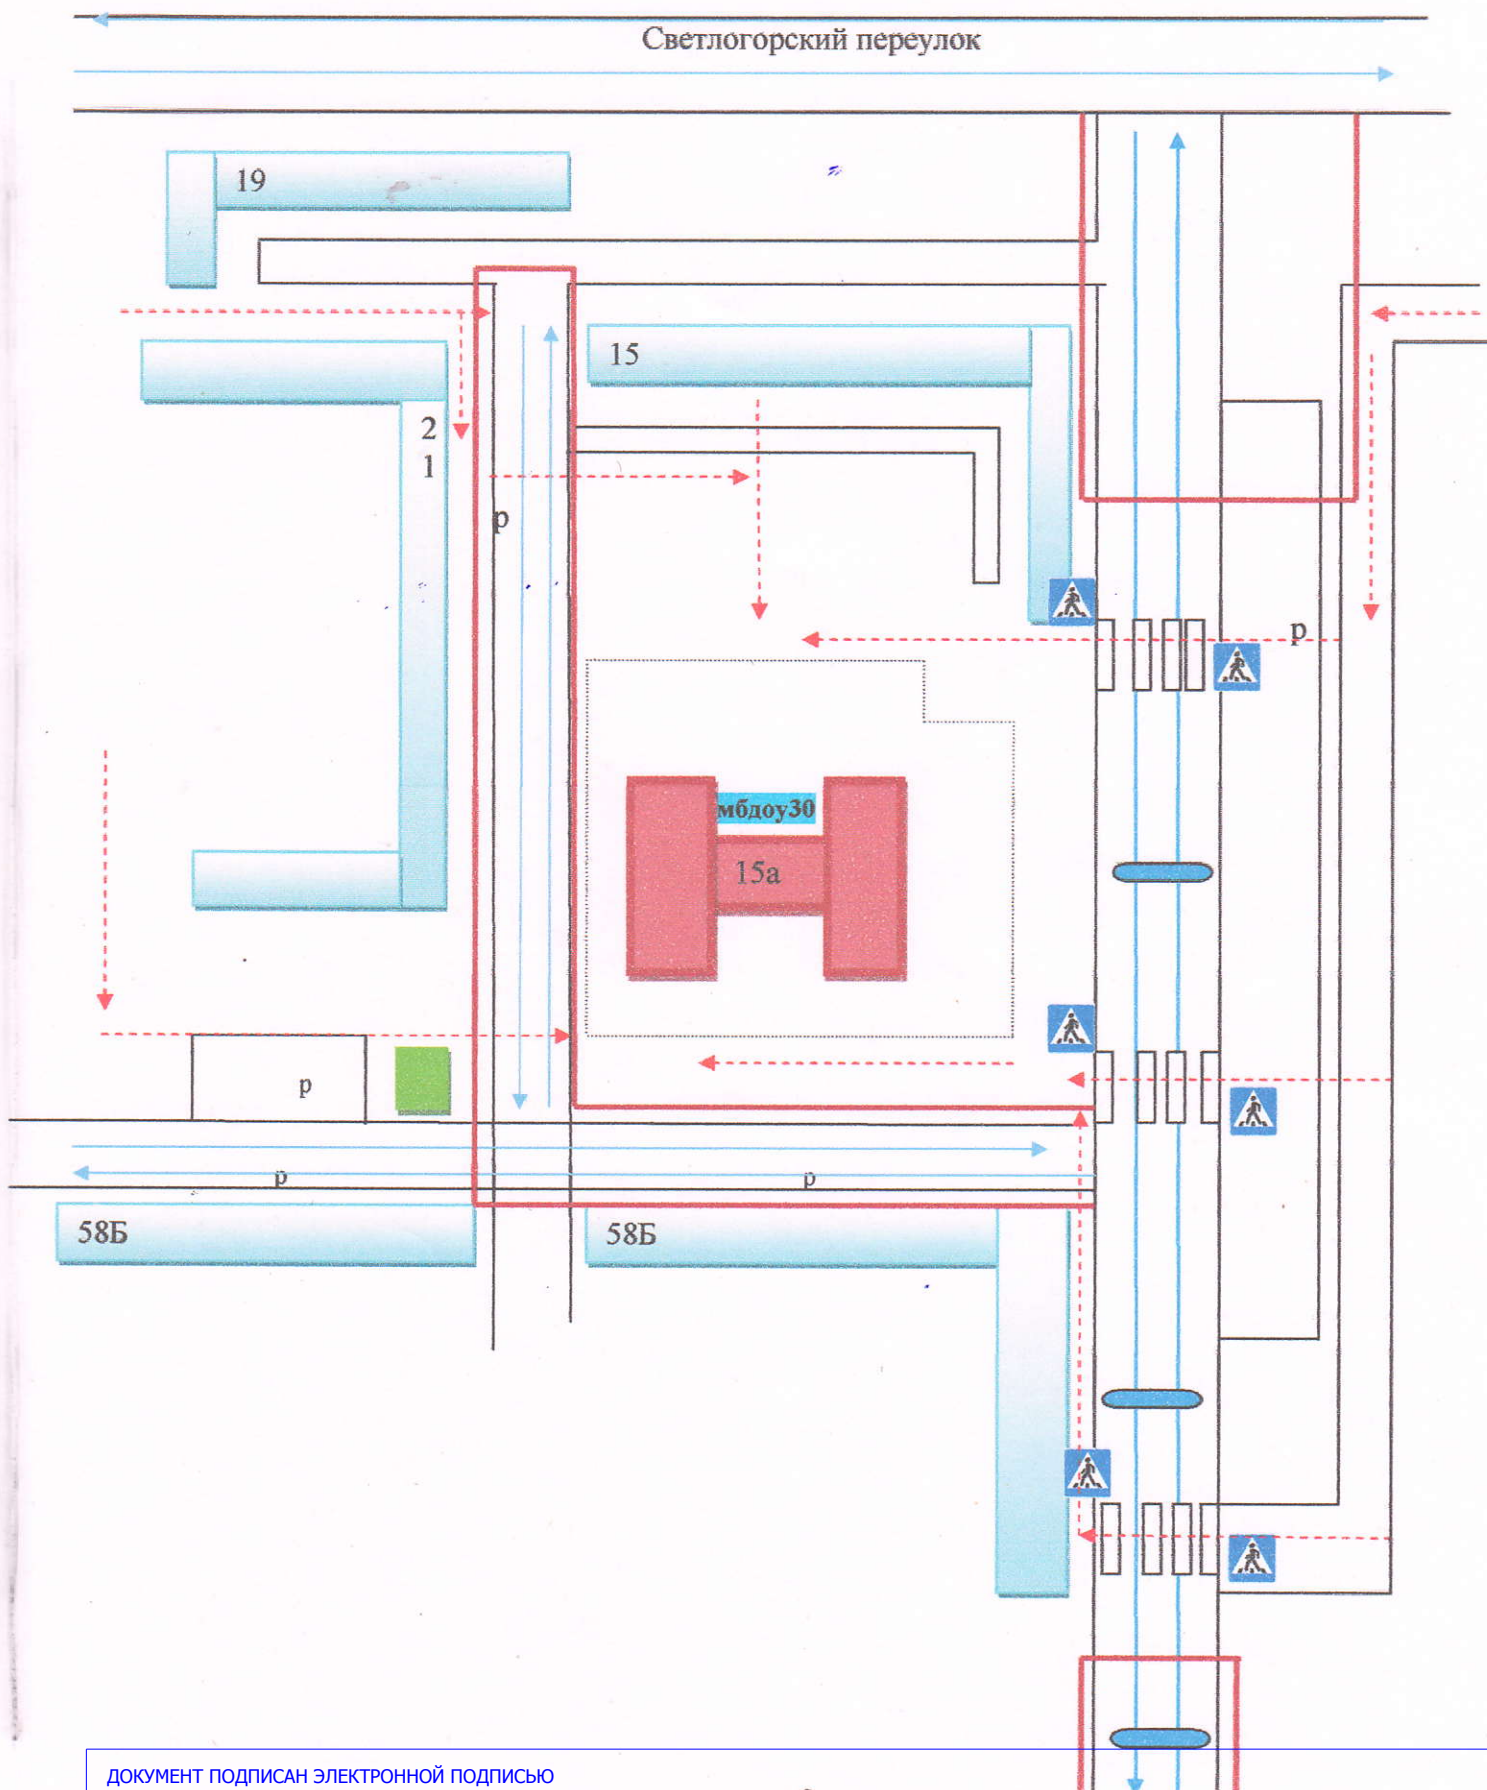 Светлогорский переулок
19
15
2
1
р
р
мбдоу30
15а
р
р
р
58Б
58Б
ДОКУМЕНТ ПОДПИСАН ЭЛЕКТРОННОЙ ПОДПИСЬЮ